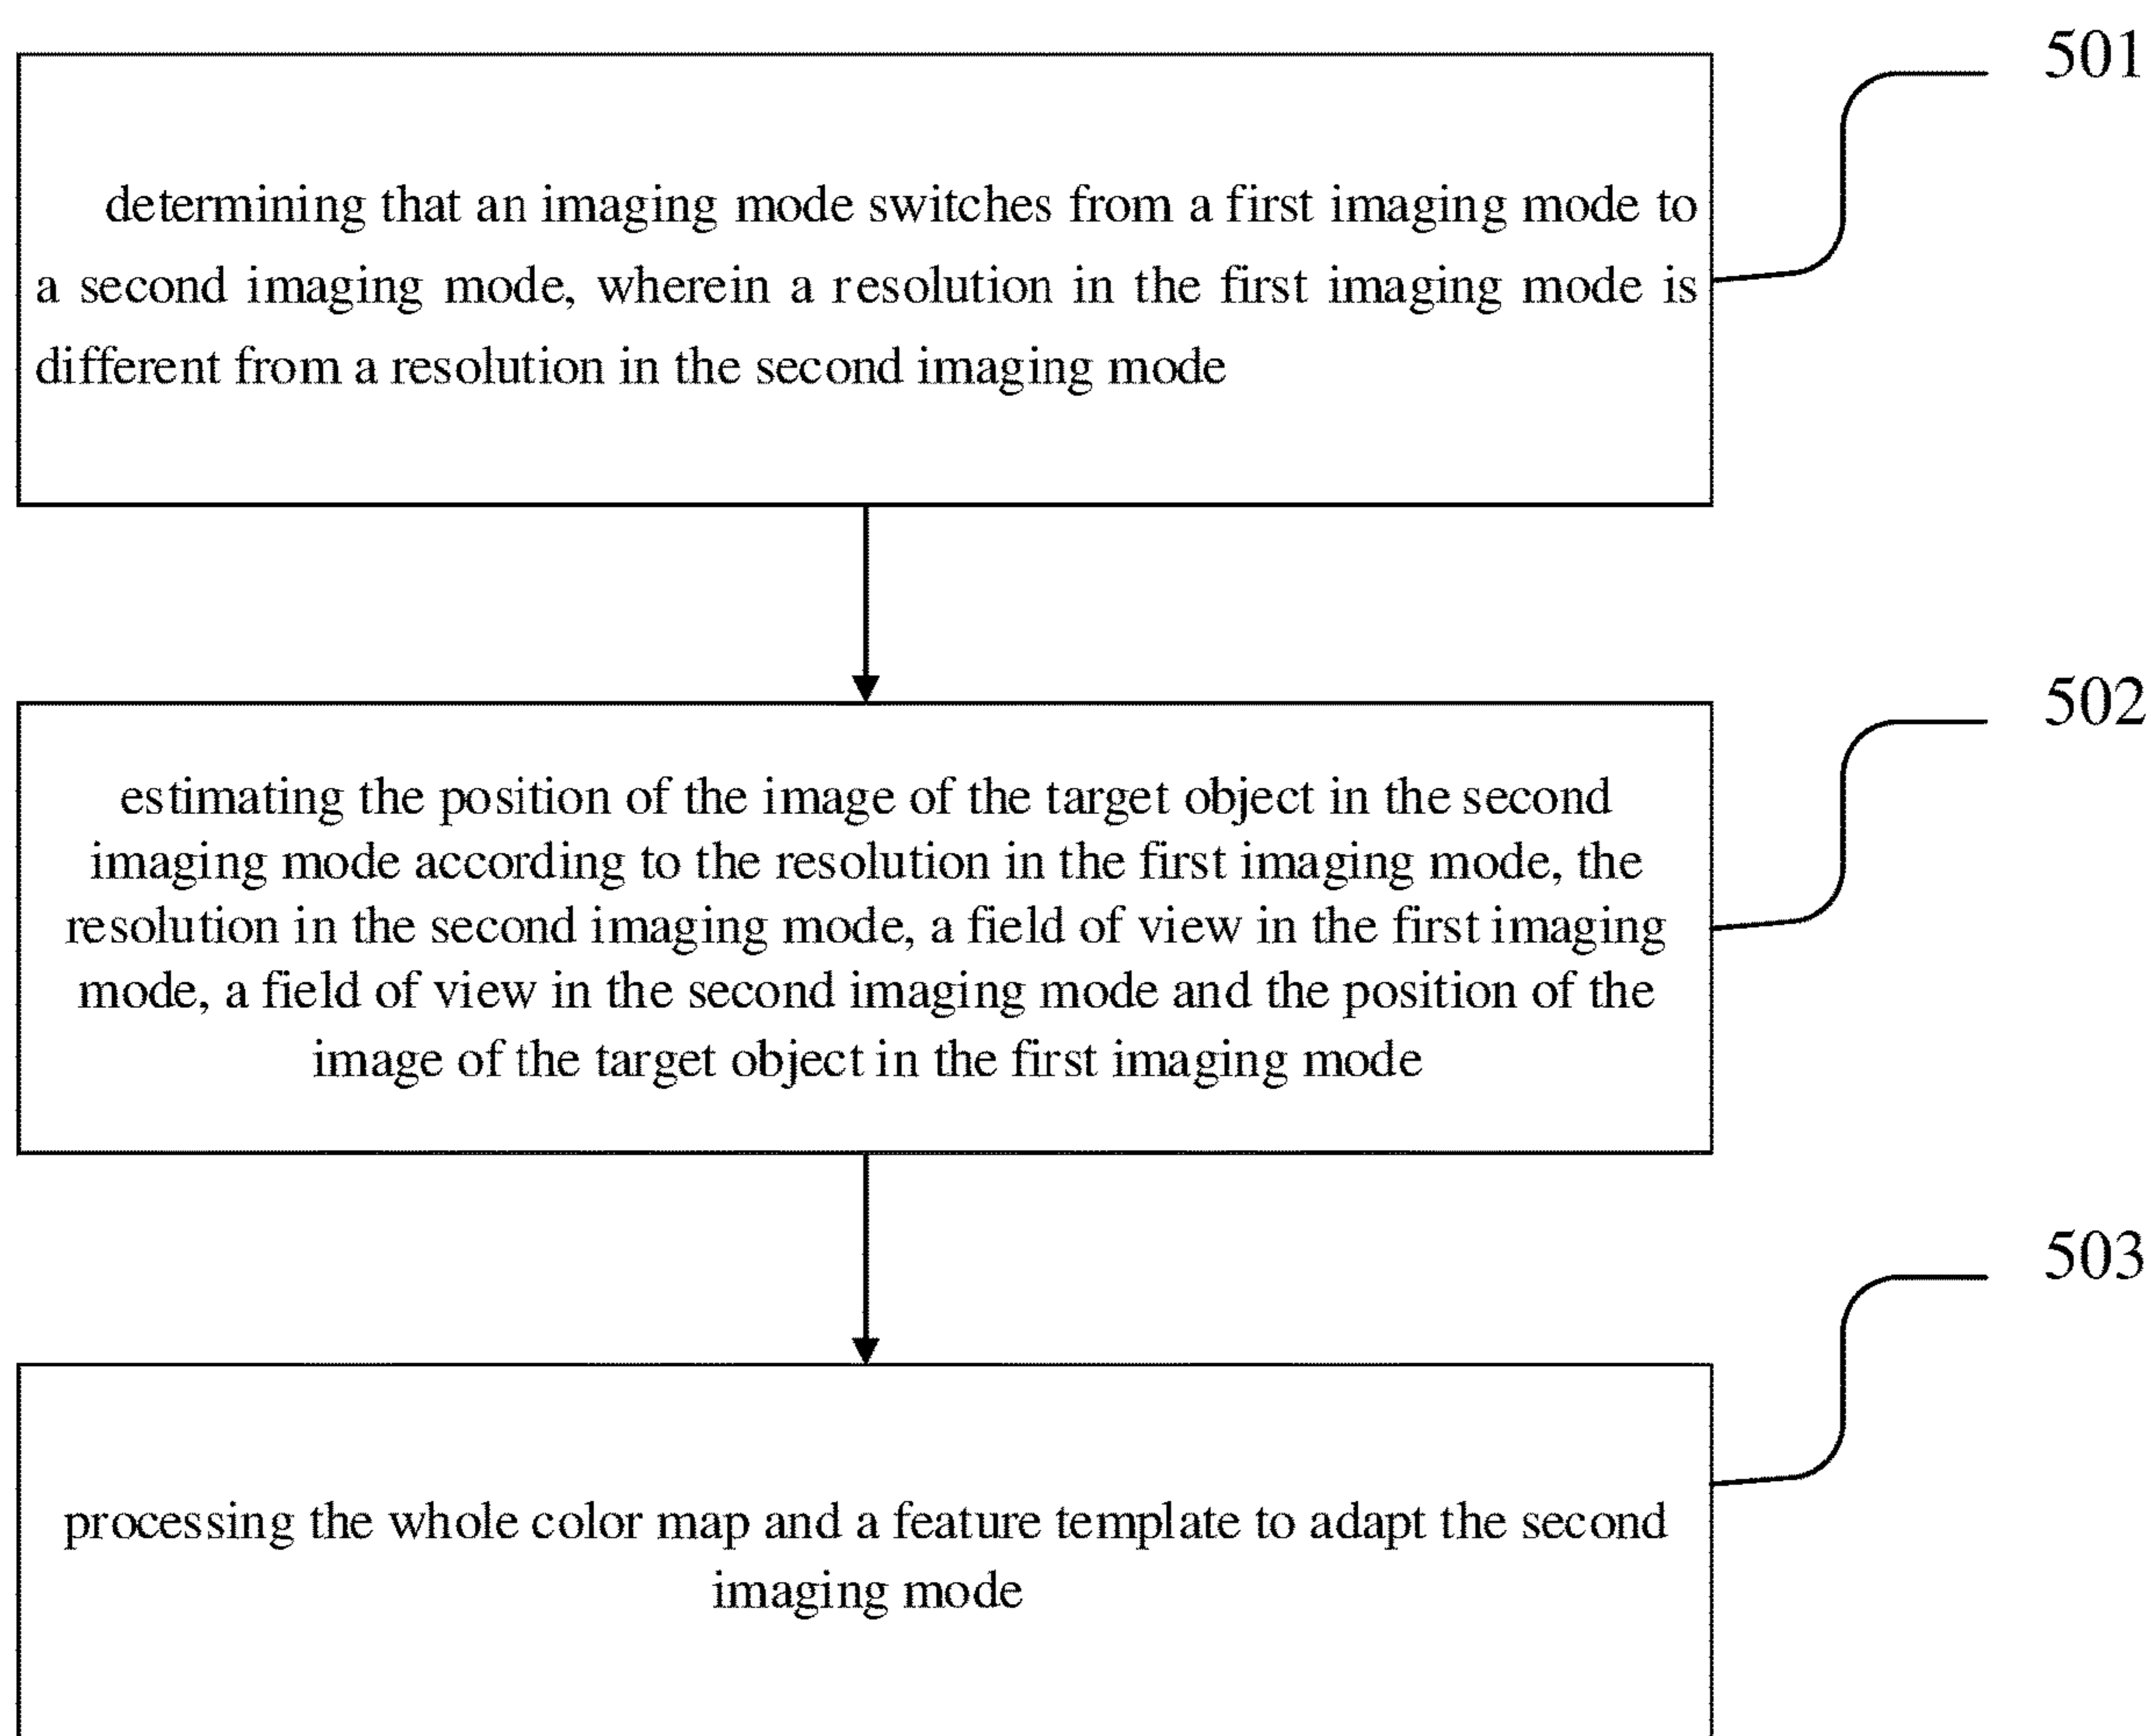 501
determining that an imaging mode switches from a first imaging mode to
a second imaging mode, wherein a resolution in the first imaging mode is
different from a resolution in the second imaging mode
502
estimating the position of the image of the target object in the second
imaging mode according to the resolution in the first imaging mode, the
resolution in the second imaging mode, a field of view in the first imaging
mode, a field of view in the second imaging mode and the position of the
image of the target object in the first imaging mode
503
processing the whole color map and a feature template to adapt the second
imaging mode